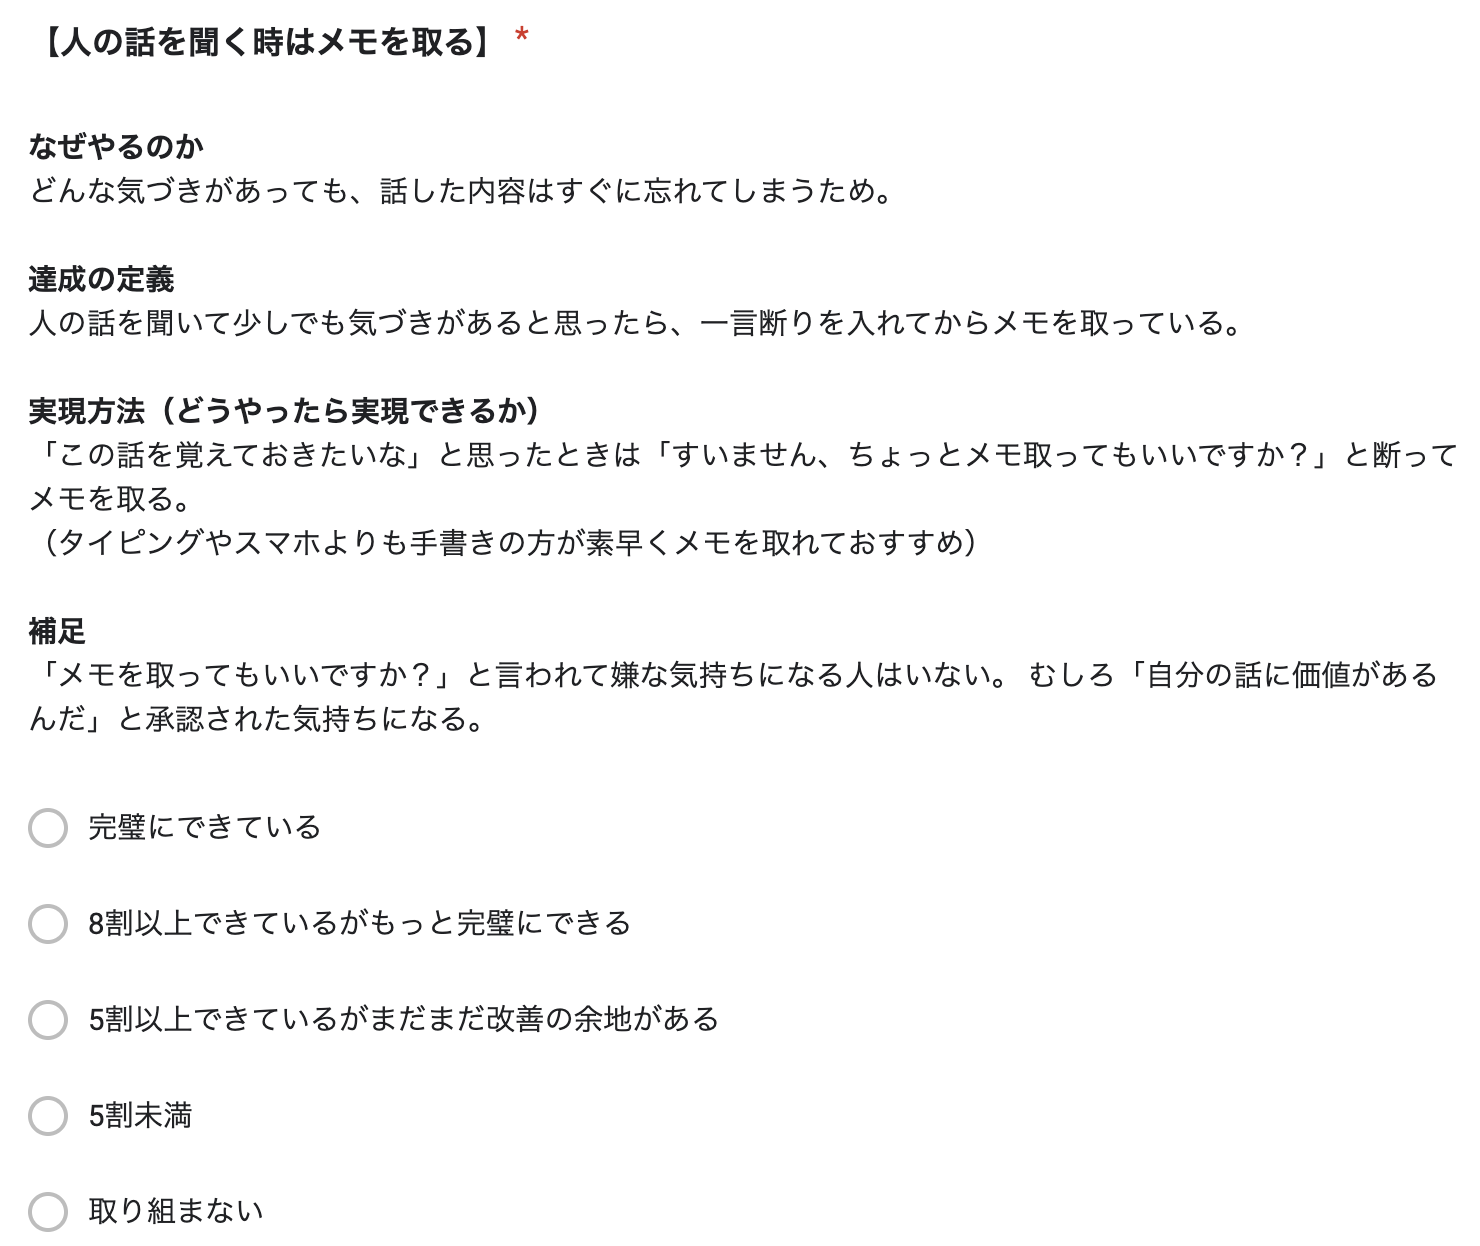 【人の話を聞く時はメモを取る】 *
なぜやるのか
どんな気づきがあっても、話した内容はすぐに忘れてしまうため。
達成の定義
人の話を聞いて少しでも気づきがあると思ったら、一言断りを入れてからメモを取っている。
実現方法（どうやったら実現できるか）
「この話を覚えておきたいな」と思ったときは「すいません、ちょっとメモ取ってもいいですか？」と断って
メモを取る。
（タイピングやスマホよりも手書きの方が素早くメモを取れておすすめ）
補足
「メモを取ってもいいですか？」と言われて嫌な気持ちになる人はいない。 むしろ「自分の話に価値がある
んだ」と承認された気持ちになる。
完璧にできている
8割以上できているがもっと完璧にできる
5割以上できているがまだまだ改善の余地がある
5割未満
取り組まない